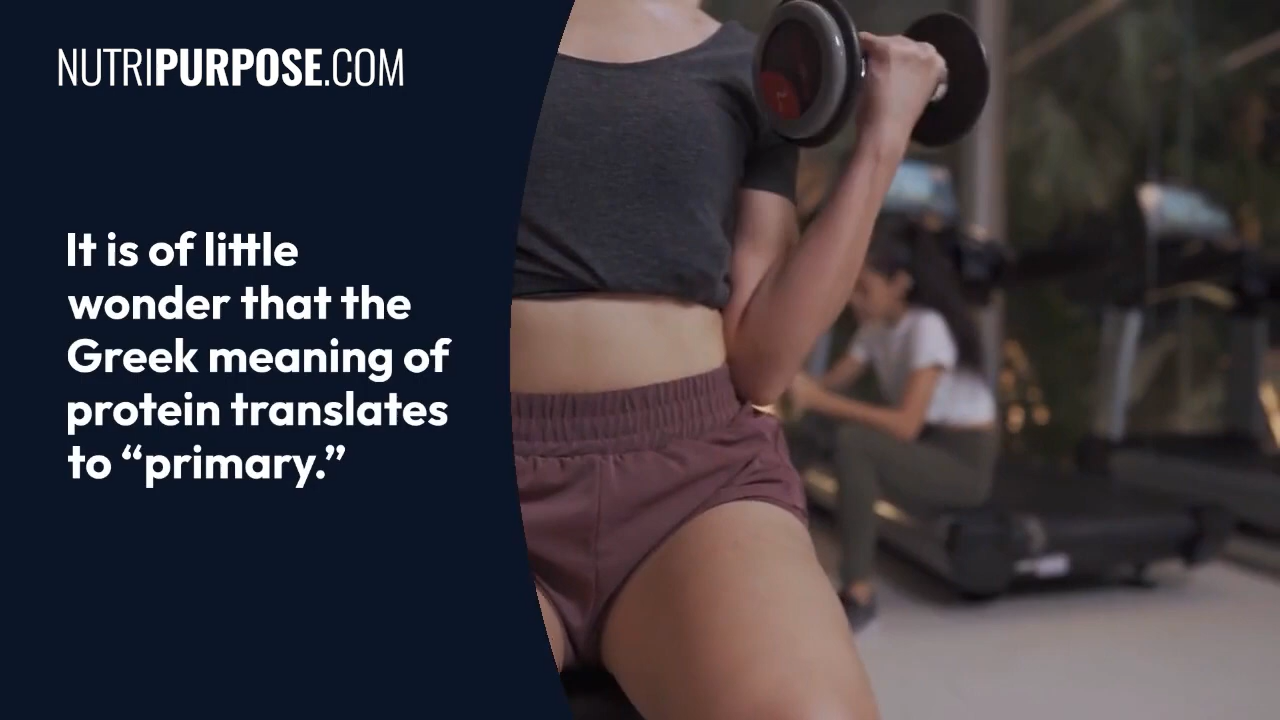 NUTRIPURPOSE.COM
It is of little
wonder that the
Greek meaning of
protein translates
to “primary.”